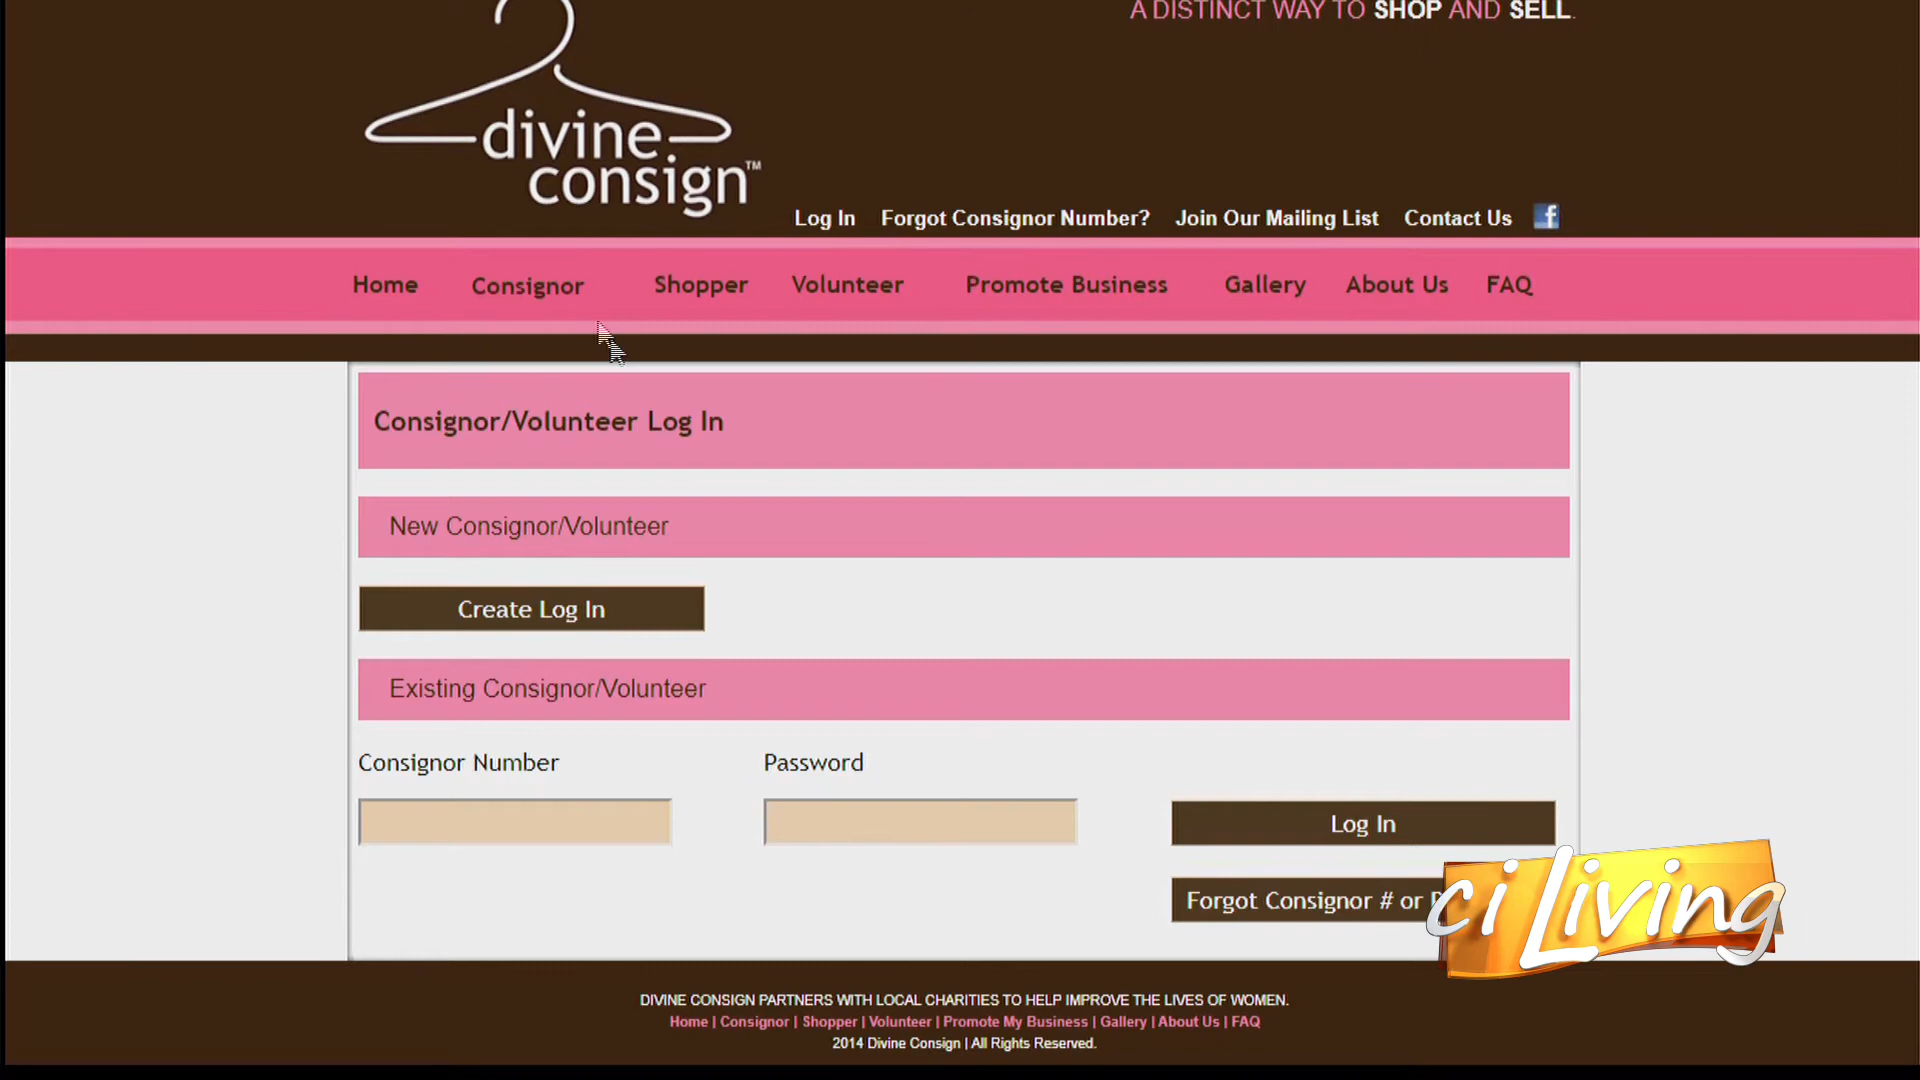 A DISTINCT WAY TO SHOP AND SELL.
divine
consign™
Log In Forgot Consignor Number? Join Our Mailing List Contact Us f
Home Consignor Shopper Volunteer Promote Business Gallery About Us FAQ
Consignor/Volunteer Log In
New Consignor/Volunteer
Create Log In
Existing Consignor/Volunteer
Consignor Number Password
Log In
Forgot Consignor # or
ci Living
DIVINE CONSIGN PARTNERS WITH LOCAL CHARITIES TO HELP IMPROVE THE LIVES OF WOMEN.
Home | Consignor | Shopper | Volunteer | Promote My Business | Gallery | About Us | FAQ
2014 Divine Consign | All Rights Reserved.